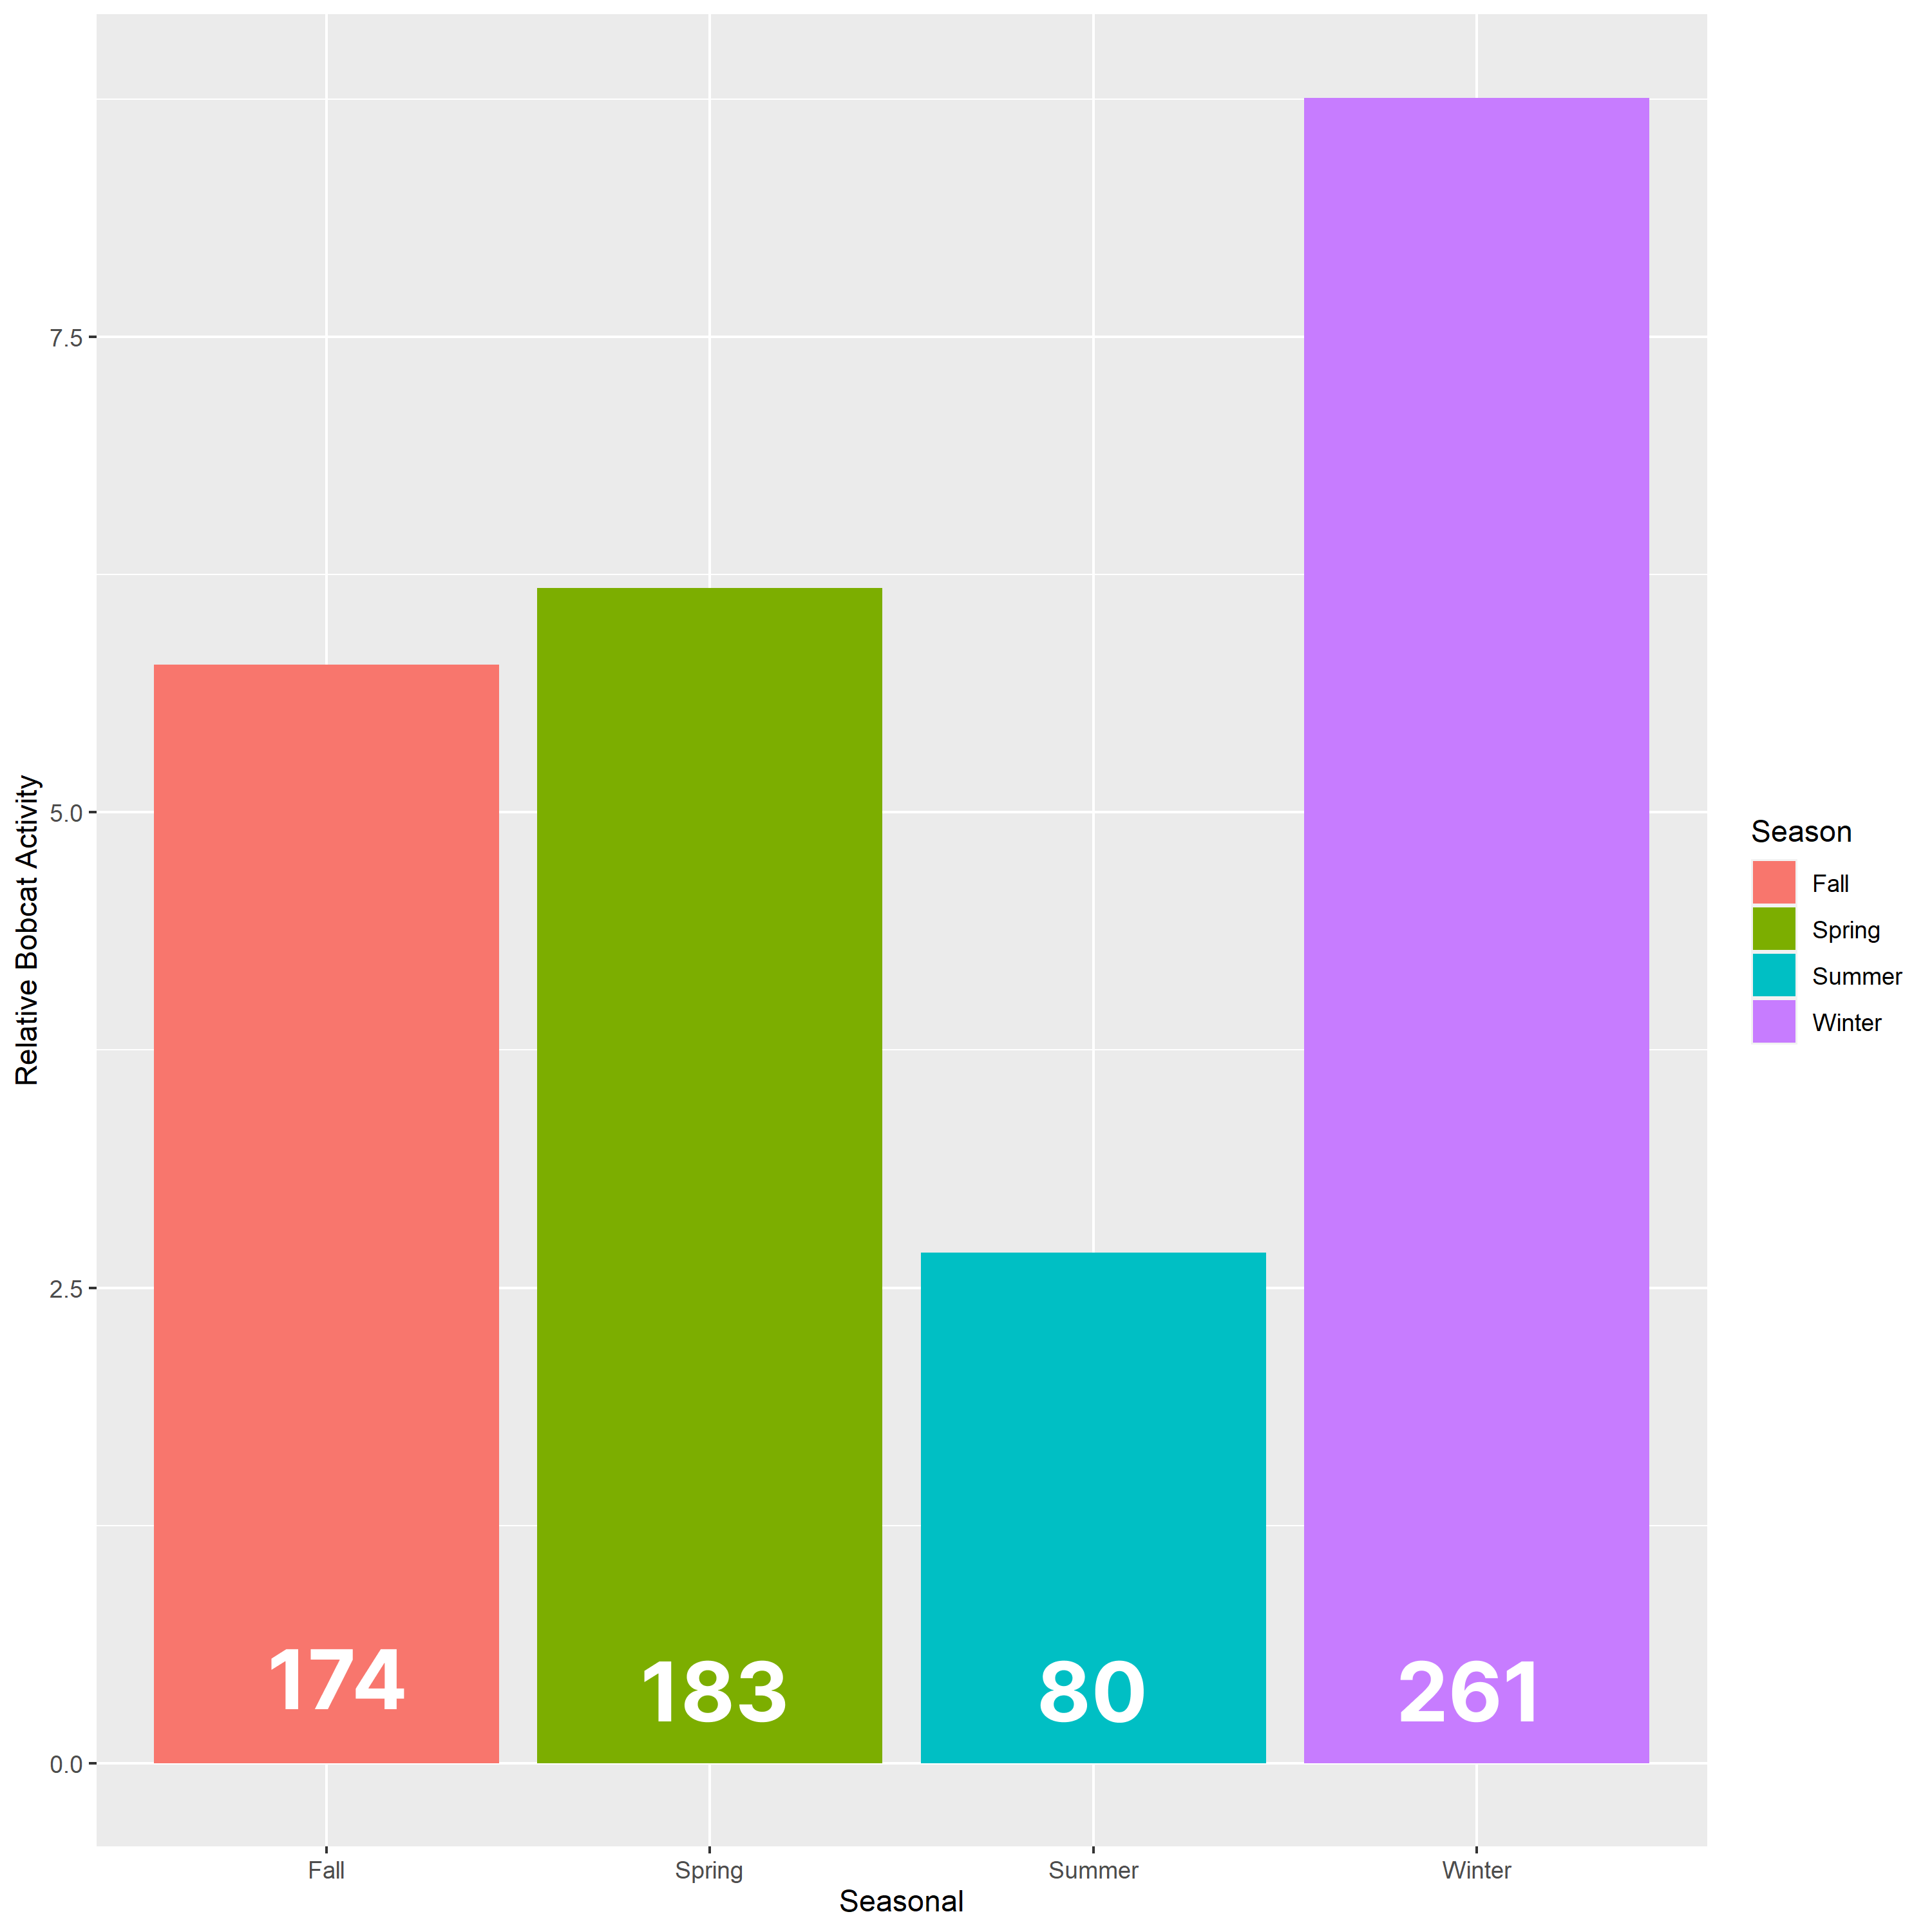 7.5
5.0
2.5
0.0
Relative Bobcat Activity
174
183
80
261
Fall
Spring
Summer
Winter
Seasonal
Season
Fall
Spring
Summer
Winter